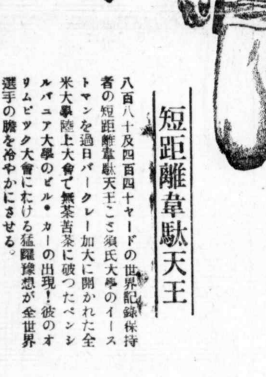 短距離韋駄天王
八百八十及四百四十ヤードの世界記録保持
者の短距離韋駄天王、こと須氏大學のイース
トマンを過日バークレー加大に開かれた全
米大學陸上大會で無茶苦茶に破つたペンシ
ルバニア大學のビル・カーの出現！彼のオ
リムピック大會における猛躍豫想が全世界
選手の膽を冷やかにさせる。